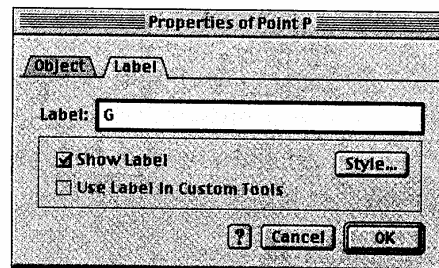 Properties of Point P
Object Label
Label: G
Show Label Style...
Use Label In Custom Tools
? Cancel OK